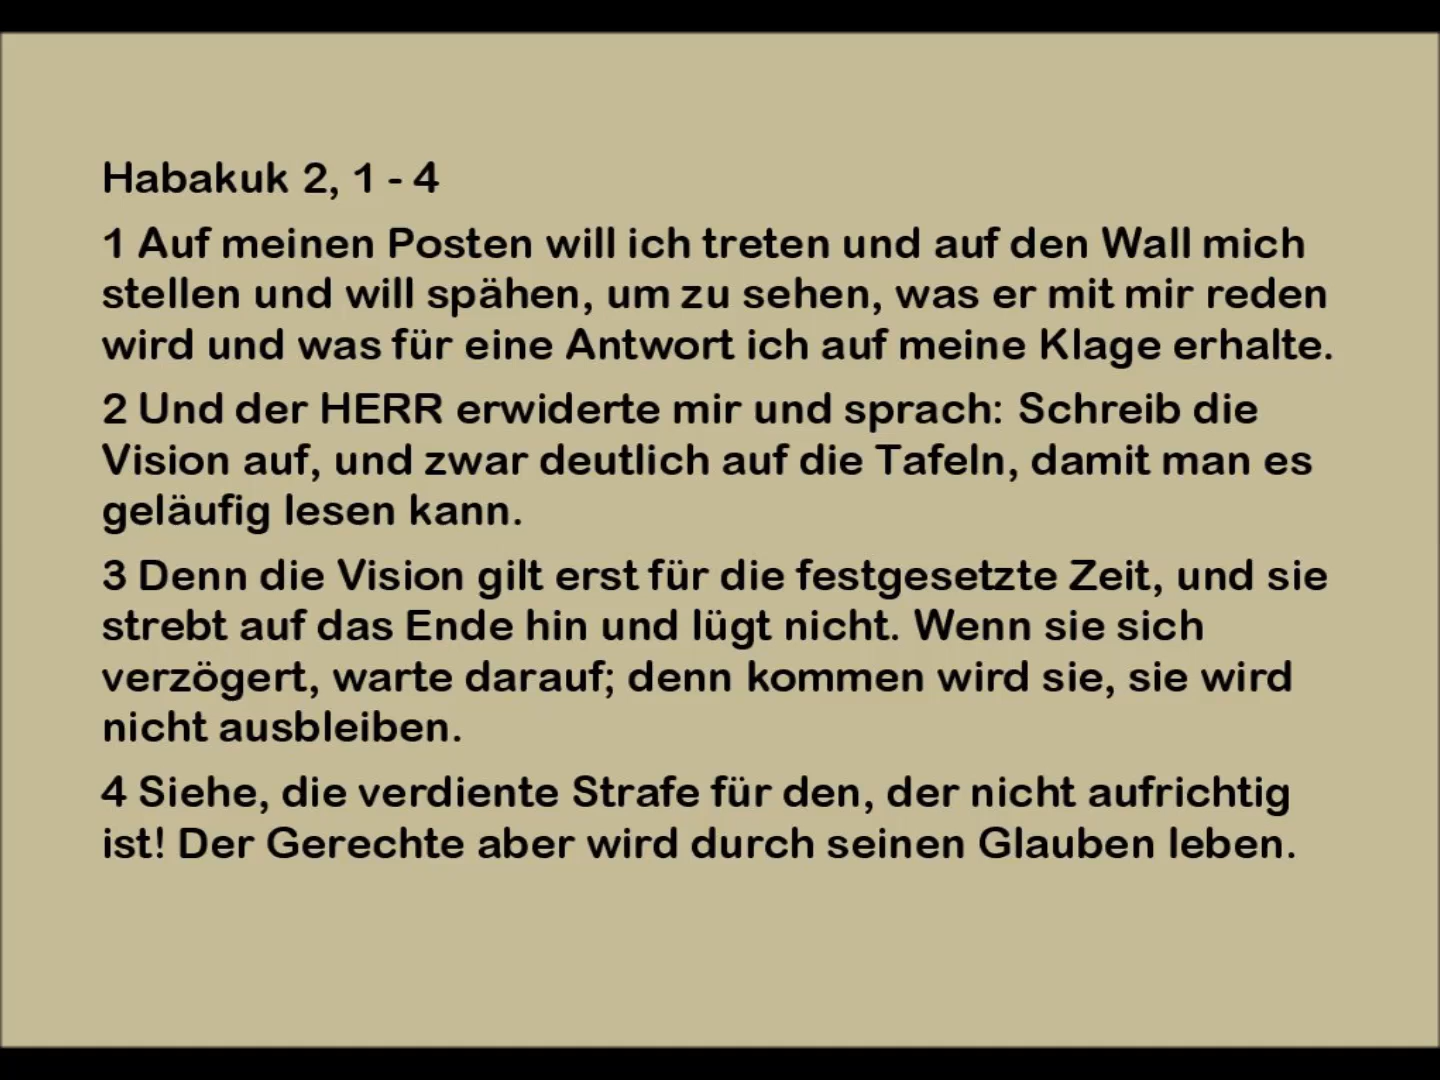 Habakuk 2, 1 - 4
1 Auf meinen Posten will ich treten und auf den Wall mich
stellen und will spähen, um zu sehen, was er mit mir reden
wird und was für eine Antwort ich auf meine Klage erhalte.
2 Und der HERR erwiderte mir und sprach: Schreib die
Vision auf, und zwar deutlich auf die Tafeln, damit man es
geläufig lesen kann.
3 Denn die Vision gilt erst für die festgesetzte Zeit, und sie
strebt auf das Ende hin und lügt nicht. Wenn sie sich
verzögert, warte darauf; denn kommen wird sie, sie wird
nicht ausbleiben.
4 Siehe, die verdiente Strafe für den, der nicht aufrichtig
ist! Der Gerechte aber wird durch seinen Glauben leben.